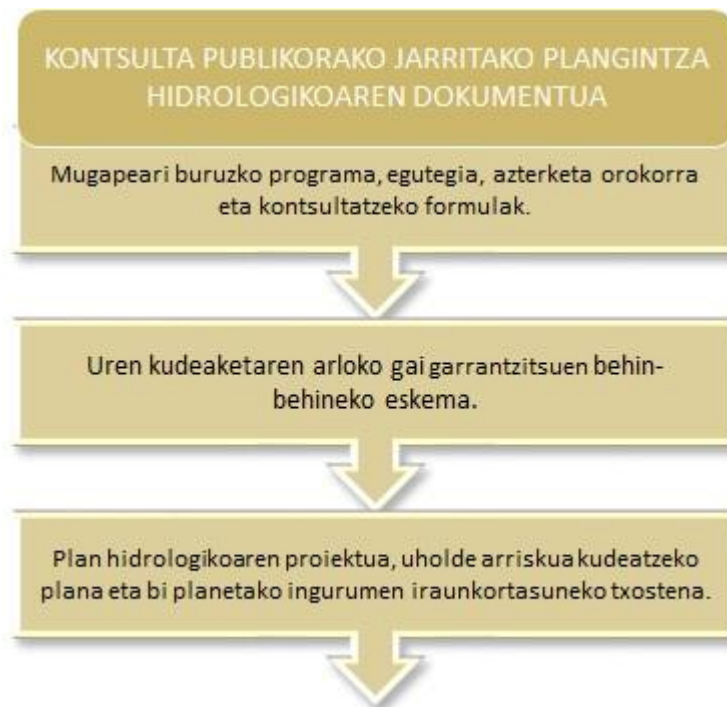 KONTSULTA PUBLIKORAKO JARRITAKO PLANGINTZA
HIDROLOGIKOAREN DOKUMENTUA
Mugapeari buruzko programa, egutegia, azterketa orokorra
eta kontsultatzeko formulak.
Uren kudeaketaren arloko gai garrantzitsuen behin-
behineko eskema.
Plan hidrologikoaren proiektua, uholde arriskua kudeatzeko
plana eta bi planetako ingurumen iraunkortasuneko txostena.